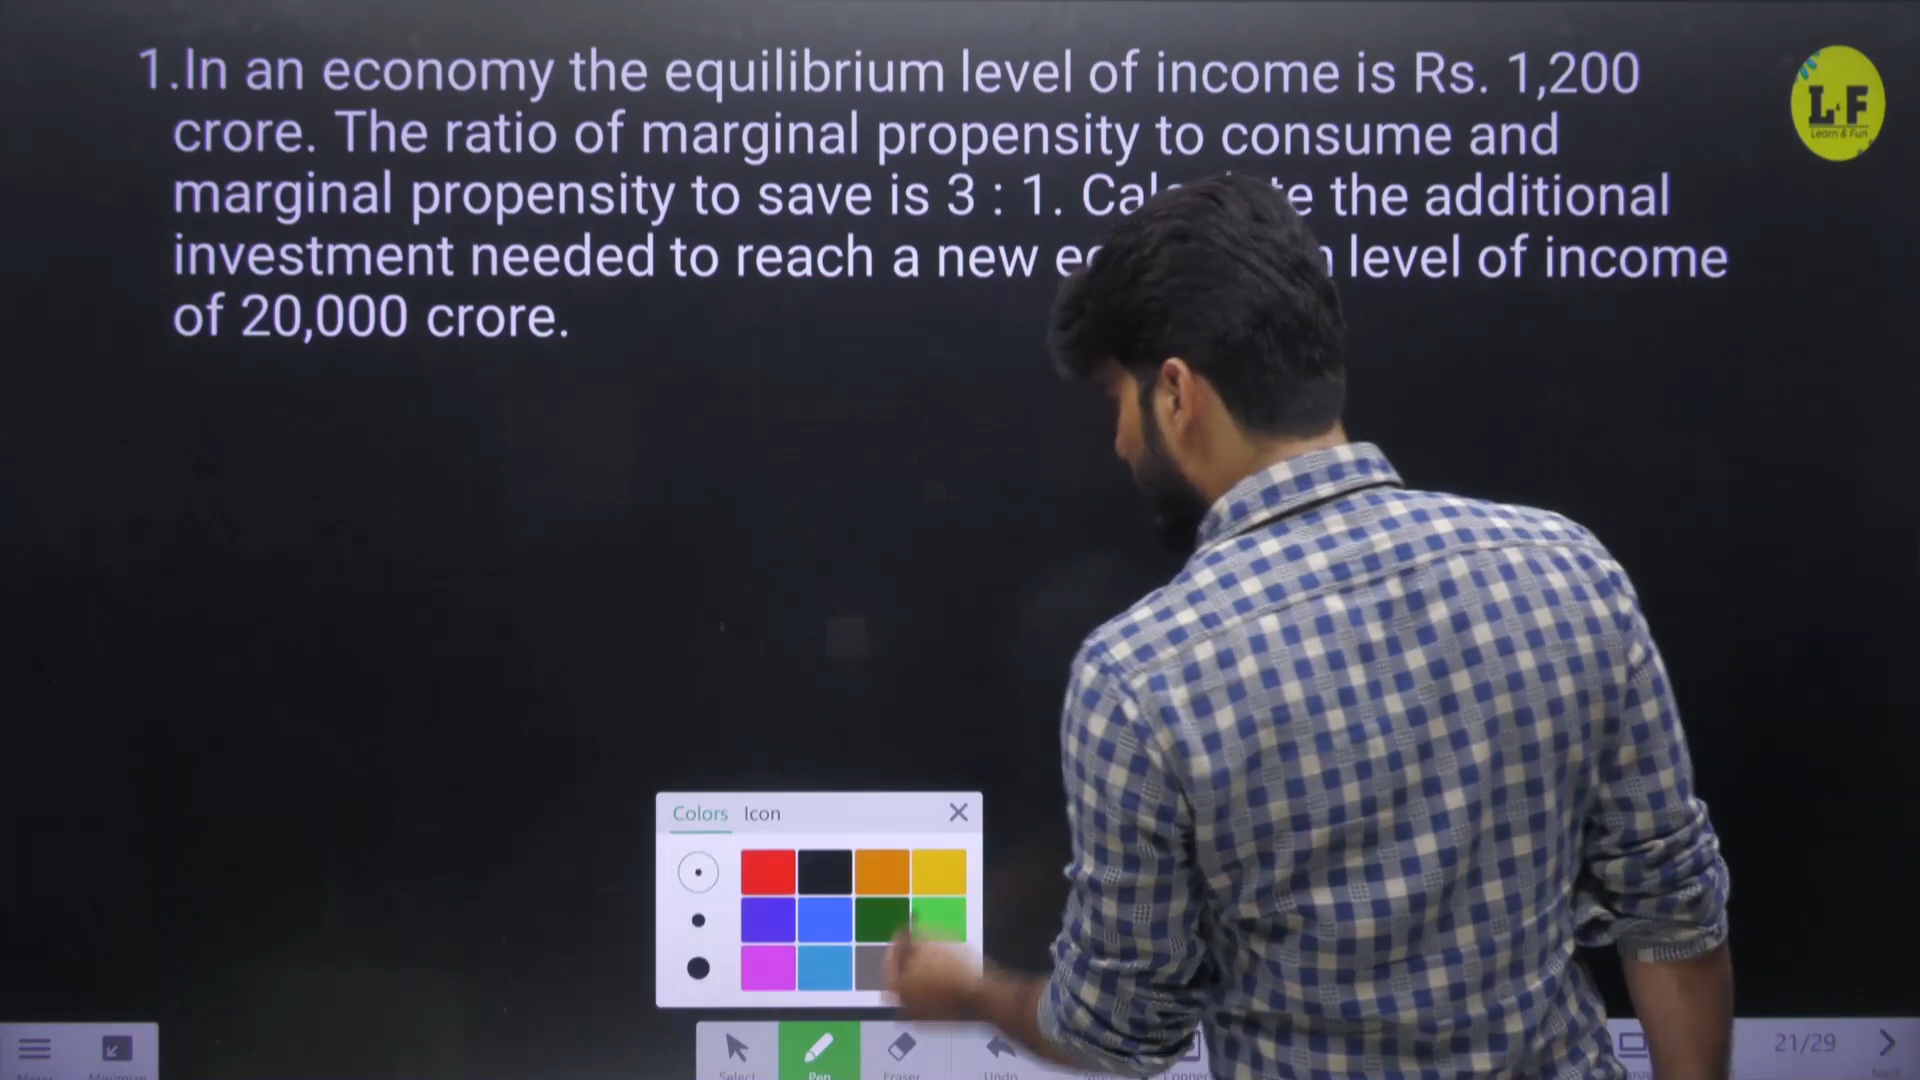 1.In an economy the equilibrium level of income is Rs. 1,200
crore. The ratio of marginal propensity to consume and
marginal propensity to save is 3 : 1. the additional
investment needed to reach a new level of income
of 20,000 crore.
L&F
Learn & Fun
Colors Icon
Select Pen Eraser Undo
21/29